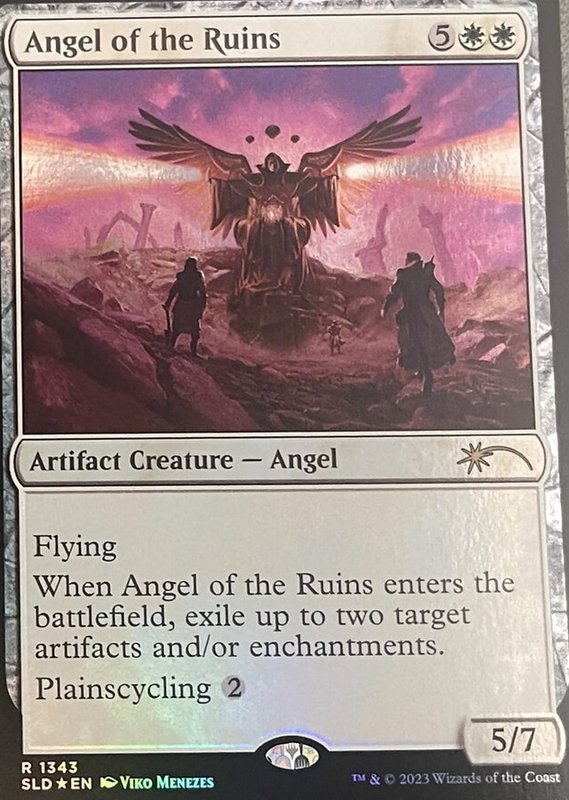 Angel of the Ruins 5
Artifact Creature — Angel
Flying
When Angel of the Ruins enters the
battlefield, exile up to two target
artifacts and/or enchantments.
Plainscycling 2
5/7
R 1343
SLD ★ EN Viko Menezes
™ & © 2023 Wizards of the Coast